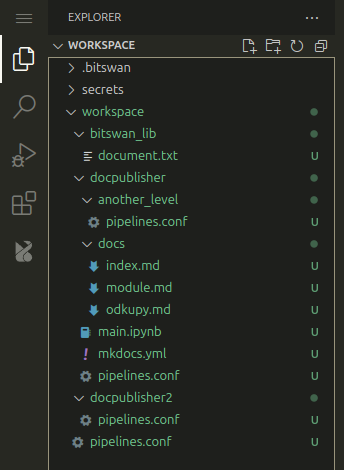 EXPLORER
WORKSPACE
.bitswan
secrets
workspace
bitswan_lib
document.txt U
docpublisher
another_level
pipelines.conf U
docs
index.md U
module.md U
odkupy.md U
main.ipynb U
mkdocs.yml U
pipelines.conf U
docpublisher2
pipelines.conf U
pipelines.conf U